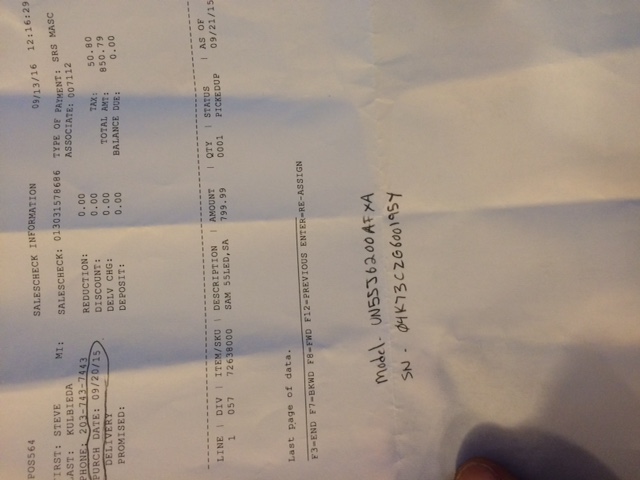 POS564 SALESCHECK INFORMATION 09/13/16 12:16:29
FIRST: STEVE MI: SALESCHECK: 013031578686 TYPE OF PAYMENT: SRS MASC
LAST: KULBIEDA ASSOCIATE: 007112
PHONE: 203-743-7443 REDUCTION: 0.00 TAX: 50.80
PURCH DATE: 09/20/15 DISCOUNT: 0.00 TOTAL AMT: 850.79
DELIVERY DELV CHG: 0.00 BALANCE DUE: 0.00
PROMISED: DEPOSIT: 0.00
LINE | DIV | ITEM/SKU | DESCRIPTION | AMOUNT | QTY | STATUS | AS OF
1 057 72638000 SAM 55LED,SA 799.99 0001 PICKEDUP 09/21/15
Last page of data.
F3=END F7=BKWD F8=FWD F12=PREVIOUS ENTER=RE-ASSIGN
Model- UN55J6200AFXA
SN - 04K73CZG600195Y